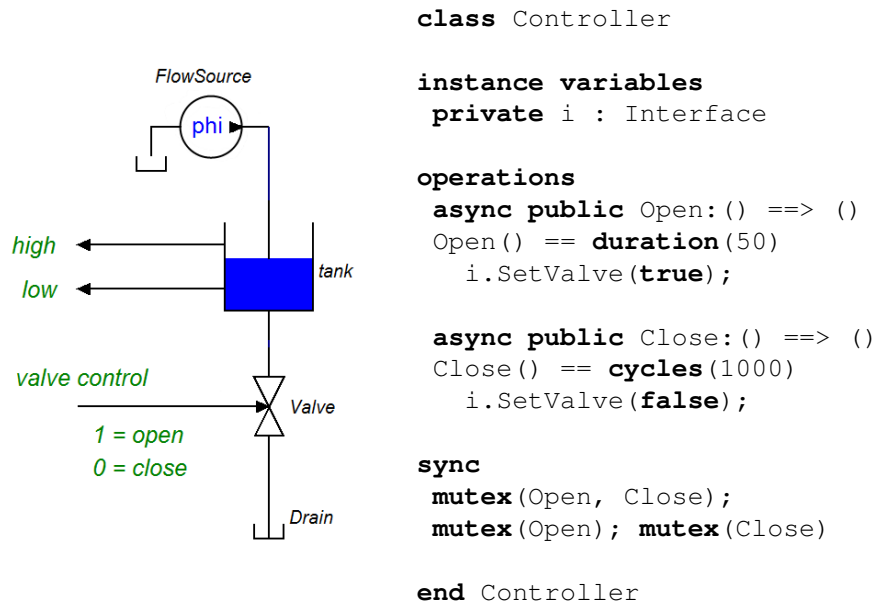 FlowSource
phi
high
low
tank
valve control
Valve
1 = open
0 = close
Drain
class Controller
instance variables
private i : Interface
operations
async public Open:() ==> ()
Open() == duration(50)
i.SetValve(true);
async public Close:() ==> ()
Close() == cycles(1000)
i.SetValve(false);
sync
mutex(Open, Close);
mutex(Open); mutex(Close)
end Controller